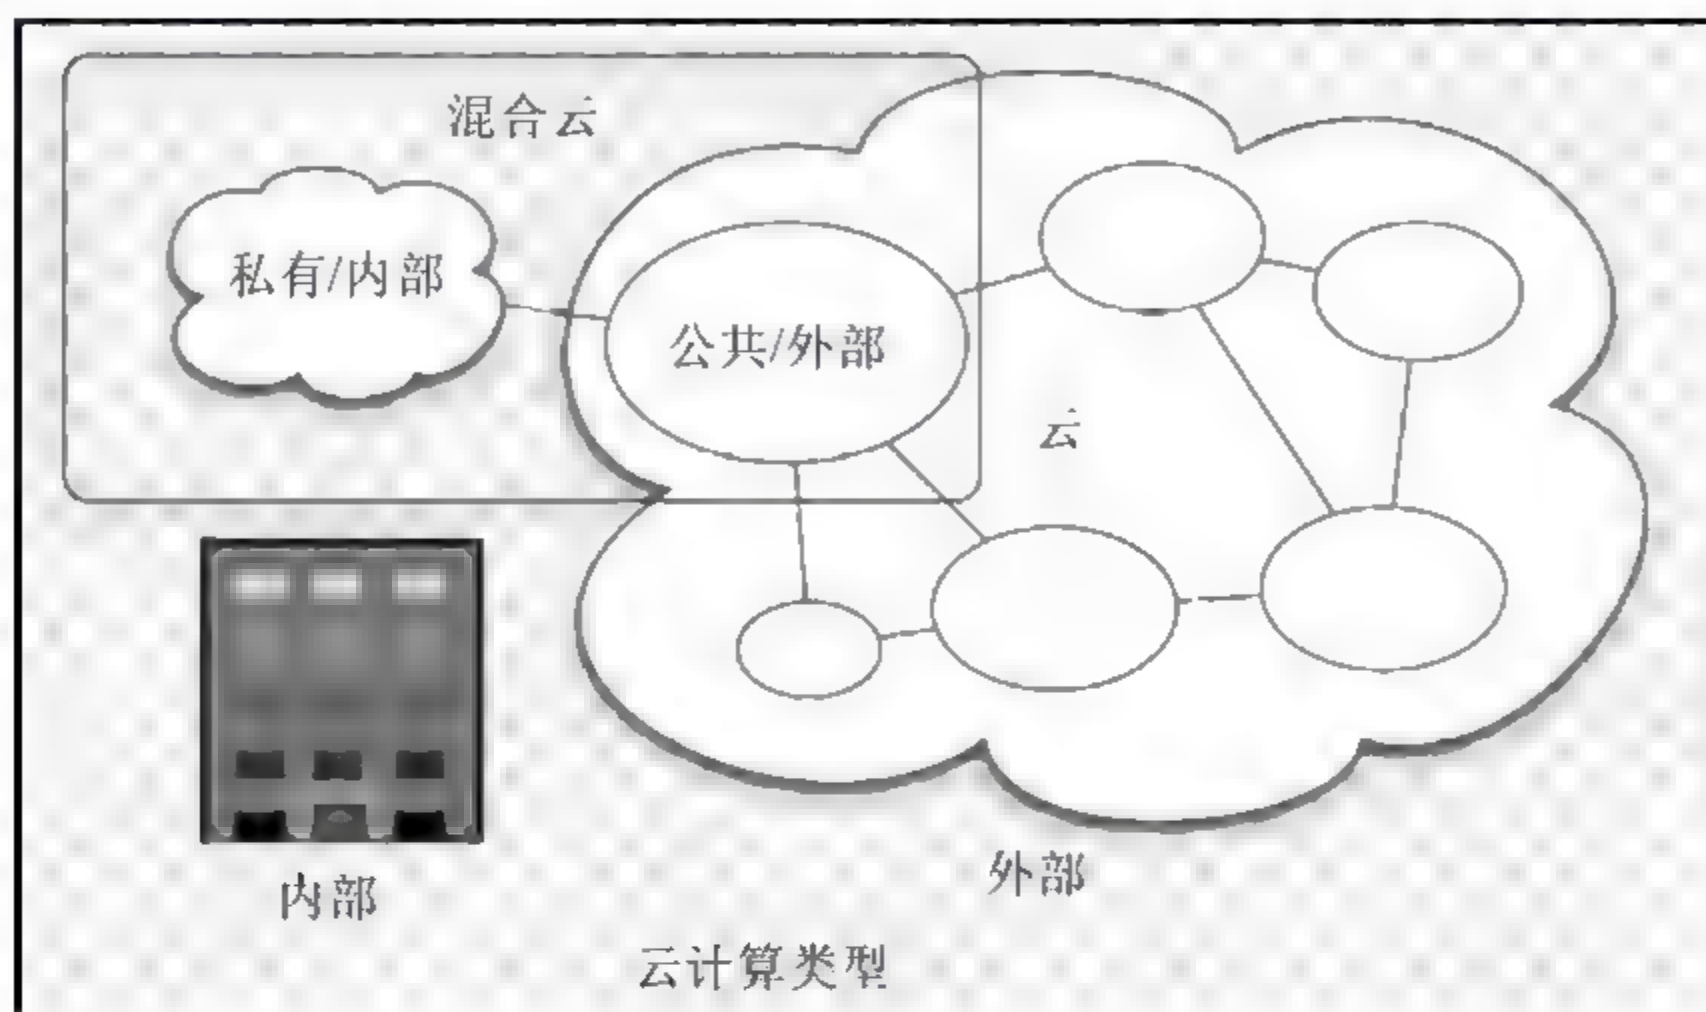 混合云
私有/内部
公共/外部
云
内部
外部
云计算类型